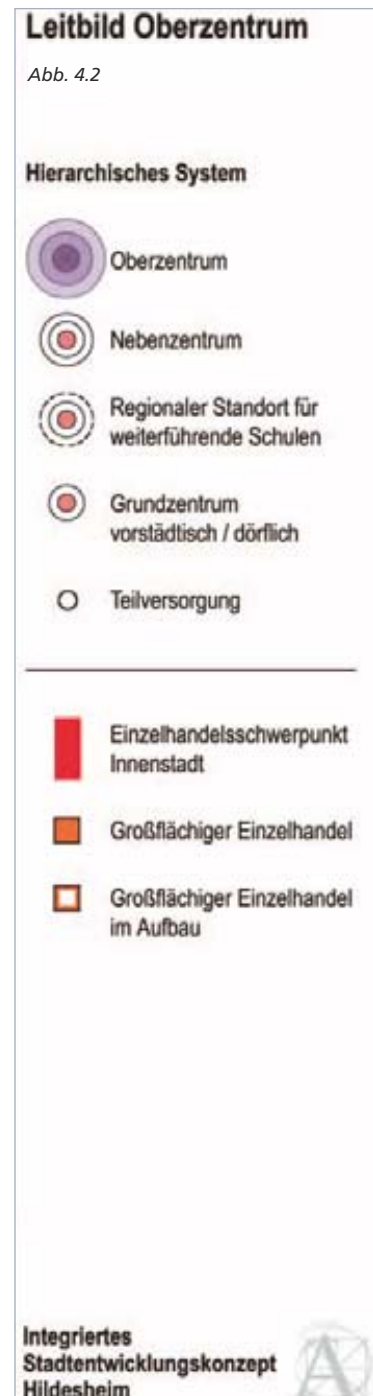 Leitbild Oberzentrum
Abb. 4.2
Hierarchisches System
Oberzentrum
Nebenzentrum
Regionaler Standort für
weiterführende Schulen
Grundzentrum
vorstädtisch / dörflich
Teilversorgung
Einzelhandelsschwerpunkt
Innenstadt
Großflächiger Einzelhandel
Großflächiger Einzelhandel
im Aufbau
Integriertes
Stadtentwicklungskonzept
Hildesheim